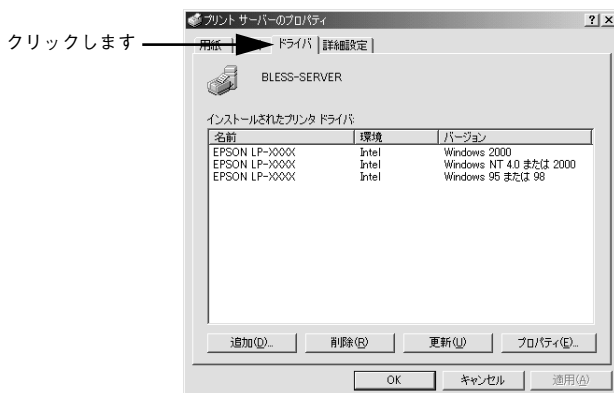 プリント サーバーのプロパティ
クリックします
用紙 ドライバ 詳細設定
BLESS-SERVER
インストールされたプリンタ ドライバ:
名前 環境 バージョン
EPSON LP-XXXX Intel Windows 2000
EPSON LP-XXXX Intel Windows NT 4.0 または 2000
EPSON LP-XXXX Intel Windows 95 または 98
追加(D)... 削除(R) 更新(U) プロパティ(E)...
OK キャンセル 適用(A)